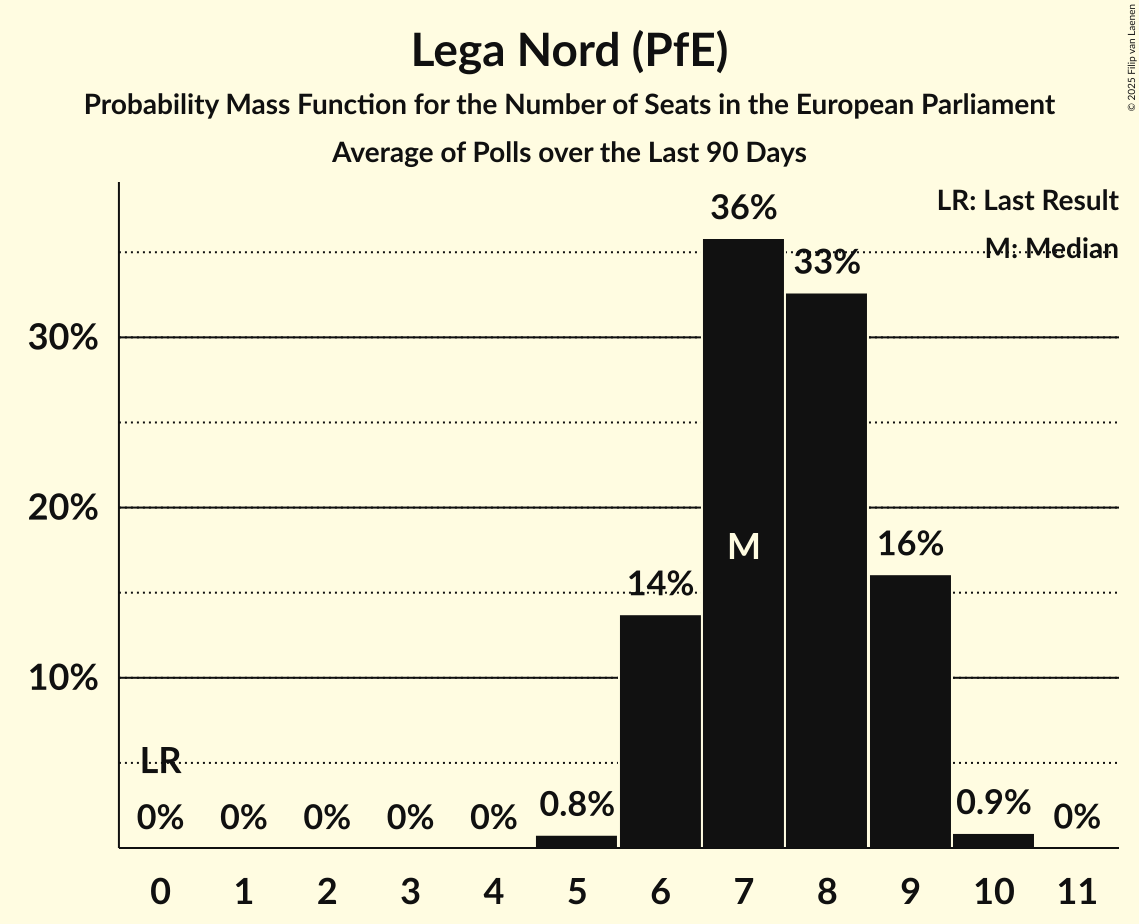 Lega Nord (PfE)
Probability Mass Function for the Number of Seats in the European Parliament
Average of Polls over the Last 90 Days
© 2025 Filip van Laenen
LR: Last Result
M: Median
36%
33%
30%
20%
16%
M
14%
10%
LR
0% 0% 0% 0% 0% 0.8% 0.9% 0%
0 1 2 3 4 5 6 7 8 9 10 11